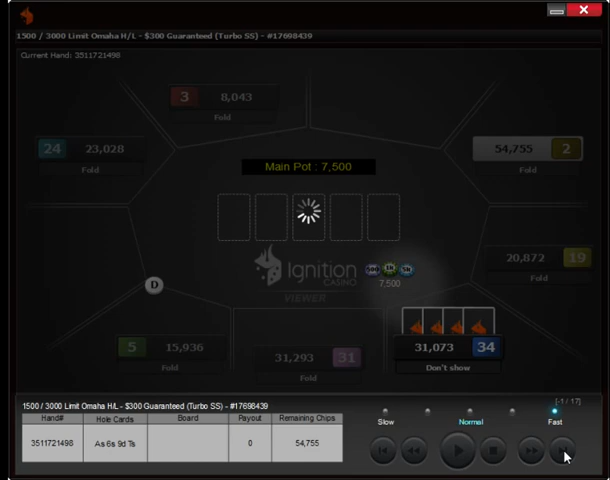 1500 / 3000 Limit Omaha H/L - $300 Guaranteed (Turbo SS) - #17698439
Current Hand: 3511721498
3 8,043
Fold
24 23,028
Fold
54,755 2
Fold
Main Pot : 7,500
20,872 19
Fold
Ignition
CASINO
VIEWER
500 1K
7,500
D
5 15,936
Fold
31,293 31
Fold
31,073 34
Don't show
1500 / 3000 Limit Omaha H/L - $300 Guaranteed (Turbo SS) - #17698439
[-1 / 17]
Hand# Hole Cards Board Payout Remaining Chips
3511721498 As 6s 9d Ts 0 54,755
Slow Normal Fast